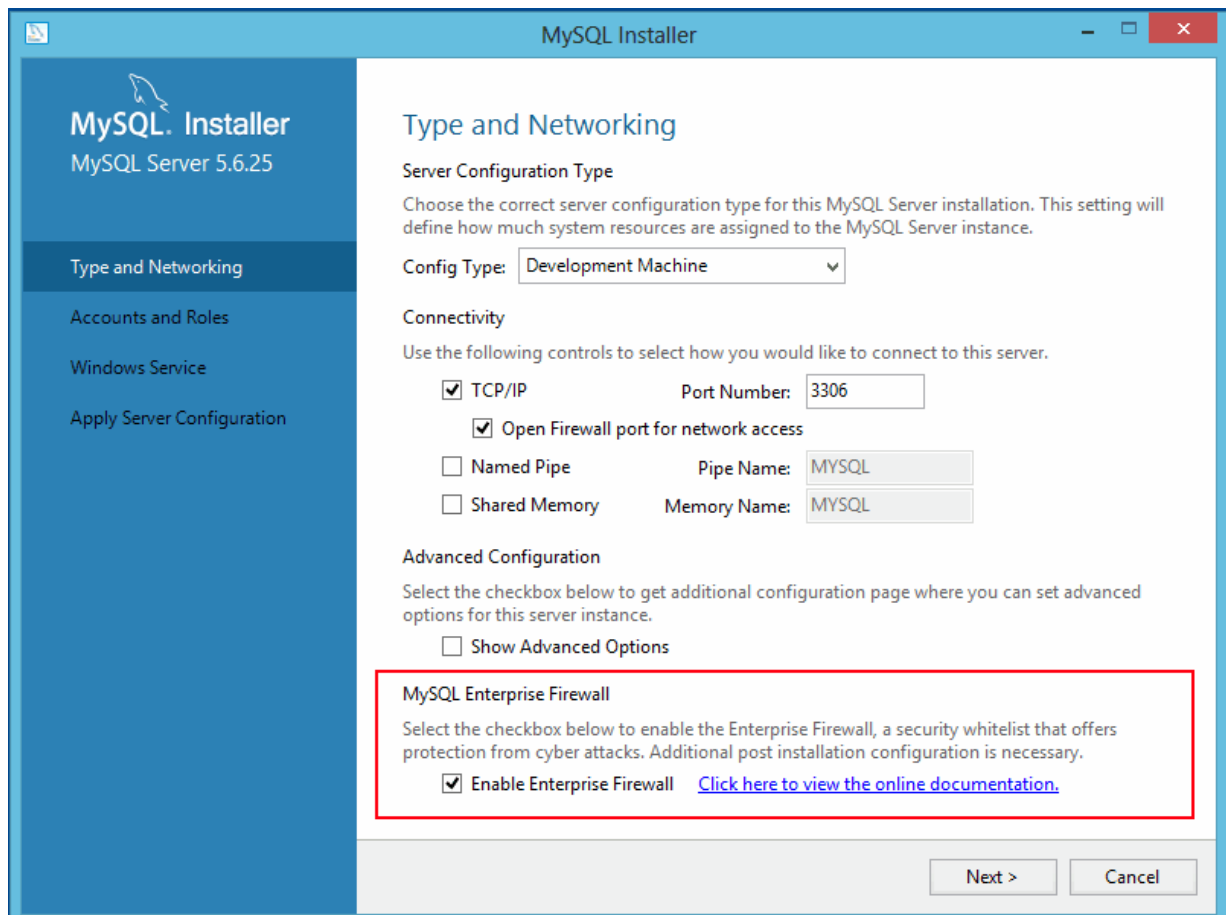 MySQL Installer
MySQL. Installer
MySQL Server 5.6.25
Type and Networking
Accounts and Roles
Windows Service
Apply Server Configuration
Type and Networking
Server Configuration Type
Choose the correct server configuration type for this MySQL Server installation. This setting will
define how much system resources are assigned to the MySQL Server instance.
Config Type: Development Machine
Connectivity
Use the following controls to select how you would like to connect to this server.
TCP/IP Port Number: 3306
Open Firewall port for network access
Named Pipe Pipe Name: MYSQL
Shared Memory Memory Name: MYSQL
Advanced Configuration
Select the checkbox below to get additional configuration page where you can set advanced
options for this server instance.
Show Advanced Options
MySQL Enterprise Firewall
Select the checkbox below to enable the Enterprise Firewall, a security whitelist that offers
protection from cyber attacks. Additional post installation configuration is necessary.
Enable Enterprise Firewall Click here to view the online documentation.
Next > Cancel